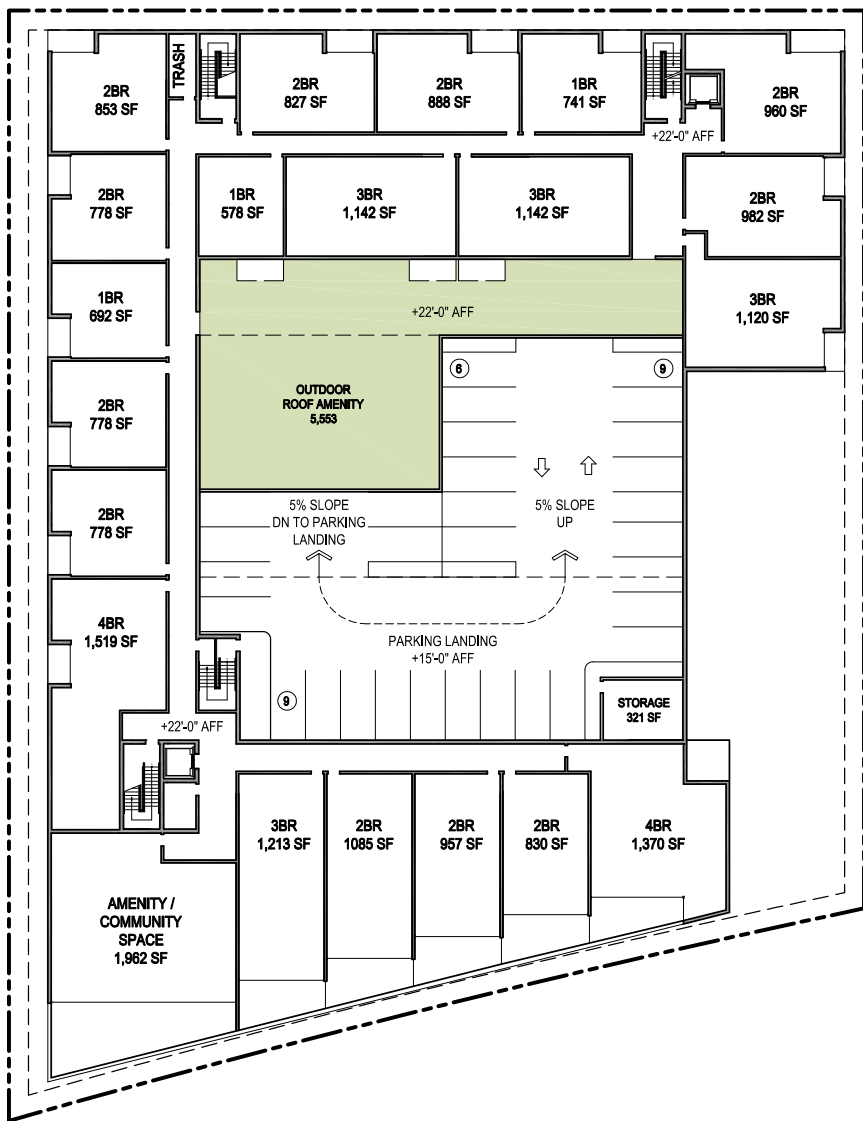 2BR
853 SF
TRASH
2BR
827 SF
2BR
888 SF
1BR
741 SF
2BR
960 SF
+22'-0" AFF
2BR
778 SF
1BR
578 SF
3BR
1,142 SF
3BR
1,142 SF
2BR
982 SF
1BR
692 SF
+22'-0" AFF
3BR
1,120 SF
6
9
2BR
778 SF
OUTDOOR
ROOF AMENITY
5,553
2BR
778 SF
5% SLOPE
DN TO PARKING
LANDING
5% SLOPE
UP
4BR
1,519 SF
PARKING LANDING
+15'-0" AFF
9
STORAGE
321 SF
+22'-0" AFF
3BR
1,213 SF
2BR
1085 SF
2BR
957 SF
2BR
830 SF
4BR
1,370 SF
AMENITY /
COMMUNITY
SPACE
1,962 SF